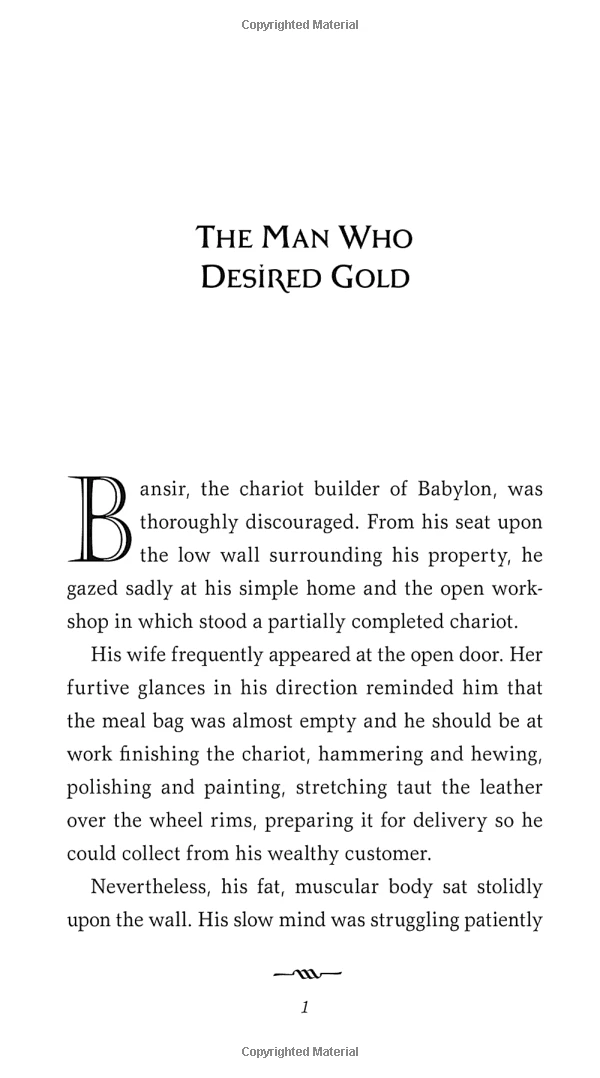 Copyrighted Material
The Man Who
Desired Gold
Bansir, the chariot builder of Babylon, was
thoroughly discouraged. From his seat upon
the low wall surrounding his property, he
gazed sadly at his simple home and the open work-
shop in which stood a partially completed chariot.
His wife frequently appeared at the open door. Her
furtive glances in his direction reminded him that
the meal bag was almost empty and he should be at
work finishing the chariot, hammering and hewing,
polishing and painting, stretching taut the leather
over the wheel rims, preparing it for delivery so he
could collect from his wealthy customer.
Nevertheless, his fat, muscular body sat stolidly
upon the wall. His slow mind was struggling patiently
1
Copyrighted Material